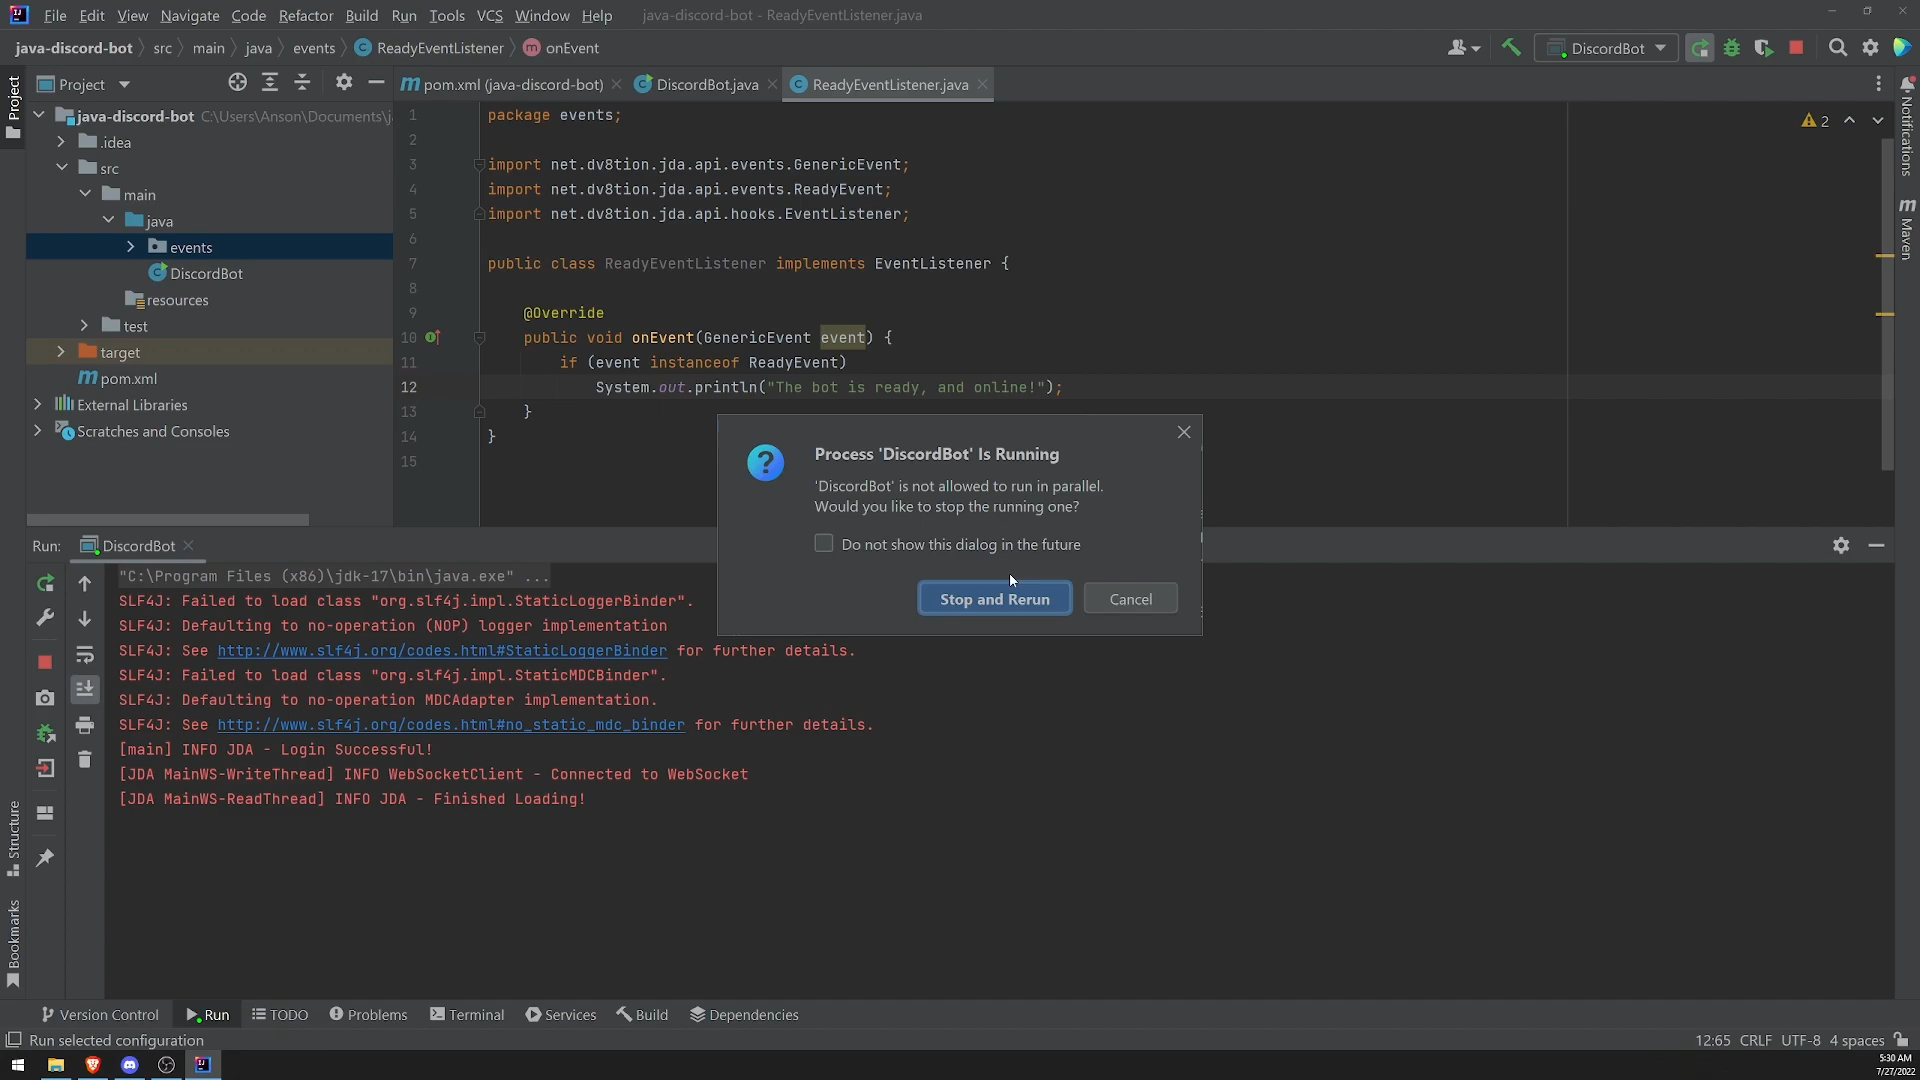 File Edit View Navigate Code Refactor Build Run Tools VCS Window Help java-discord-bot - ReadyEventListener.java
java-discord-bot src main java events ReadyEventListener onEvent DiscordBot
Project pom.xml (java-discord-bot) DiscordBot.java ReadyEventListener.java
java-discord-bot C:\Users\Anson\Documents\j
.idea
src
main
java
events
DiscordBot
resources
test
target
pom.xml
External Libraries
Scratches and Consoles
1 package events;
2
3 import net.dv8tion.jda.api.events.GenericEvent;
4 import net.dv8tion.jda.api.events.ReadyEvent;
5 import net.dv8tion.jda.api.hooks.EventListener;
6
7 public class ReadyEventListener implements EventListener {
8
9 @Override
10 public void onEvent(GenericEvent event) {
11 if (event instanceof ReadyEvent)
12 System.out.println("The bot is ready, and online!");
13 }
14 }
15
2
Process 'DiscordBot' Is Running
'DiscordBot' is not allowed to run in parallel.
Would you like to stop the running one?
Do not show this dialog in the future
Stop and Rerun Cancel
Run: DiscordBot
"C:\Program Files (x86)\jdk-17\bin\java.exe" ...
SLF4J: Failed to load class "org.slf4j.impl.StaticLoggerBinder".
SLF4J: Defaulting to no-operation (NOP) logger implementation
SLF4J: See http://www.slf4j.org/codes.html#StaticLoggerBinder for further details.
SLF4J: Failed to load class "org.slf4j.impl.StaticMDCBinder".
SLF4J: Defaulting to no-operation MDCAdapter implementation.
SLF4J: See http://www.slf4j.org/codes.html#no_static_mdc_binder for further details.
[main] INFO JDA - Login Successful!
[JDA MainWS-WriteThread] INFO WebSocketClient - Connected to WebSocket
[JDA MainWS-ReadThread] INFO JDA - Finished Loading!
Project
Structure
Bookmarks
Notifications
Maven
Version Control Run TODO Problems Terminal Services Build Dependencies
Run selected configuration 12:65 CRLF UTF-8 4 spaces
5:30 AM
7/27/2022